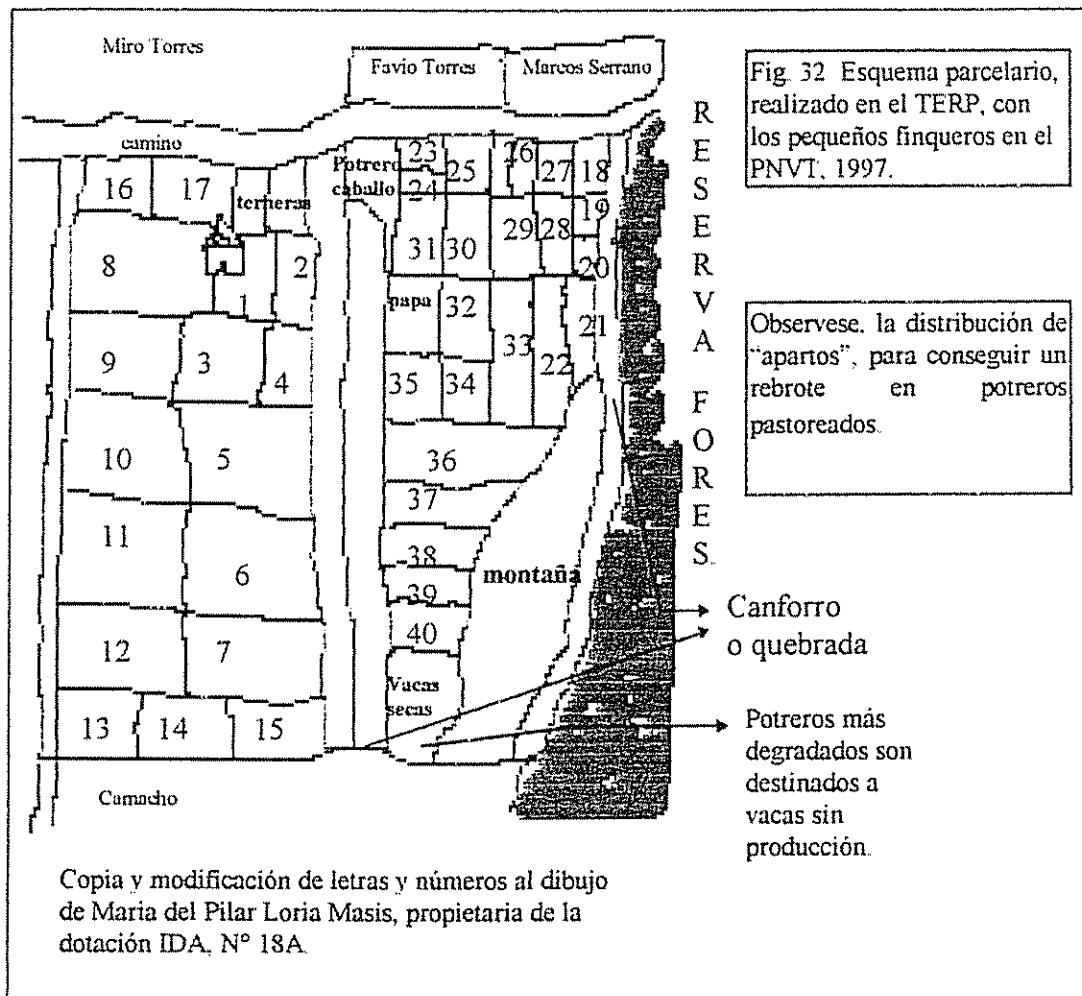 Miro Torres
Favio Torres
Marcos Serrano
Fig. 32 Esquema parcelario,
realizado en el TERP, con
los pequeños finqueros en el
PNVT, 1997.
camino
RESERVA FORES.
16
17
terneras
Potrero
caballo
23
24
25
26
27
18
19
8
2
1
31
30
29
28
20
papa
32
33
22
21
9
3
4
35
34
Observese, la distribución de
"apartos", para conseguir un
rebrote en potreros
pastoreados.
10
5
36
37
11
6
38
39
montaña
40
12
7
Vacas
secas
13
14
15
Canforro
o quebrada
Potreros más
degradados son
destinados a
vacas sin
producción.
Camacho
Copia y modificación de letras y números al dibujo
de Maria del Pilar Loria Masis, propietaria de la
dotación IDA, N° 18A.